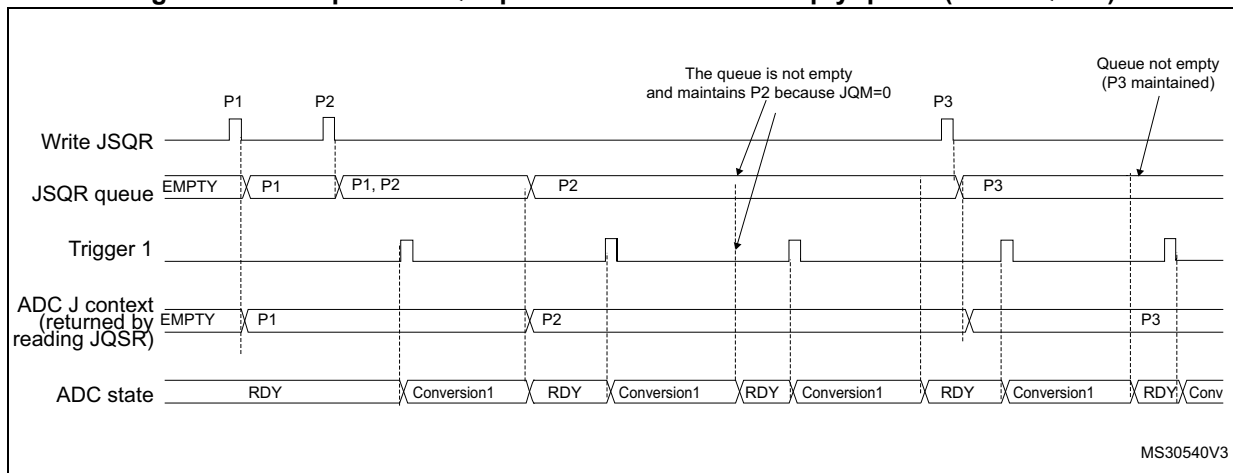 The queue is not empty
and maintains P2 because JQM=0
Queue not empty
(P3 maintained)
P1
P2
P3
Write JSQR
JSQR queue
EMPTY
P1
P1, P2
P2
P3
Trigger 1
ADC J context
(returned by
reading JQSR)
EMPTY
P1
P2
P3
ADC state
RDY
Conversion1
RDY
Conversion1
RDY
Conversion1
RDY
Conversion1
RDY
Conv
MS30540V3